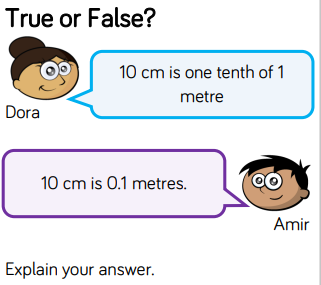 True or False?
10 cm is one tenth of 1
metre
Dora
10 cm is 0.1 metres.
Amir
Explain your answer.